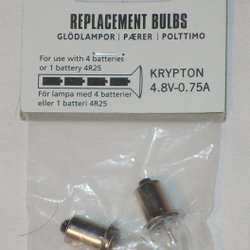 REPLACEMENT BULBS
GLÖDLAMPOR | PÆRER | POLTTIMO
For use with 4 batteries
or 1 battery 4R25
KRYPTON
4.8V-0.75A
För lampa med 4 batterier
eller 1 batteri 4R25